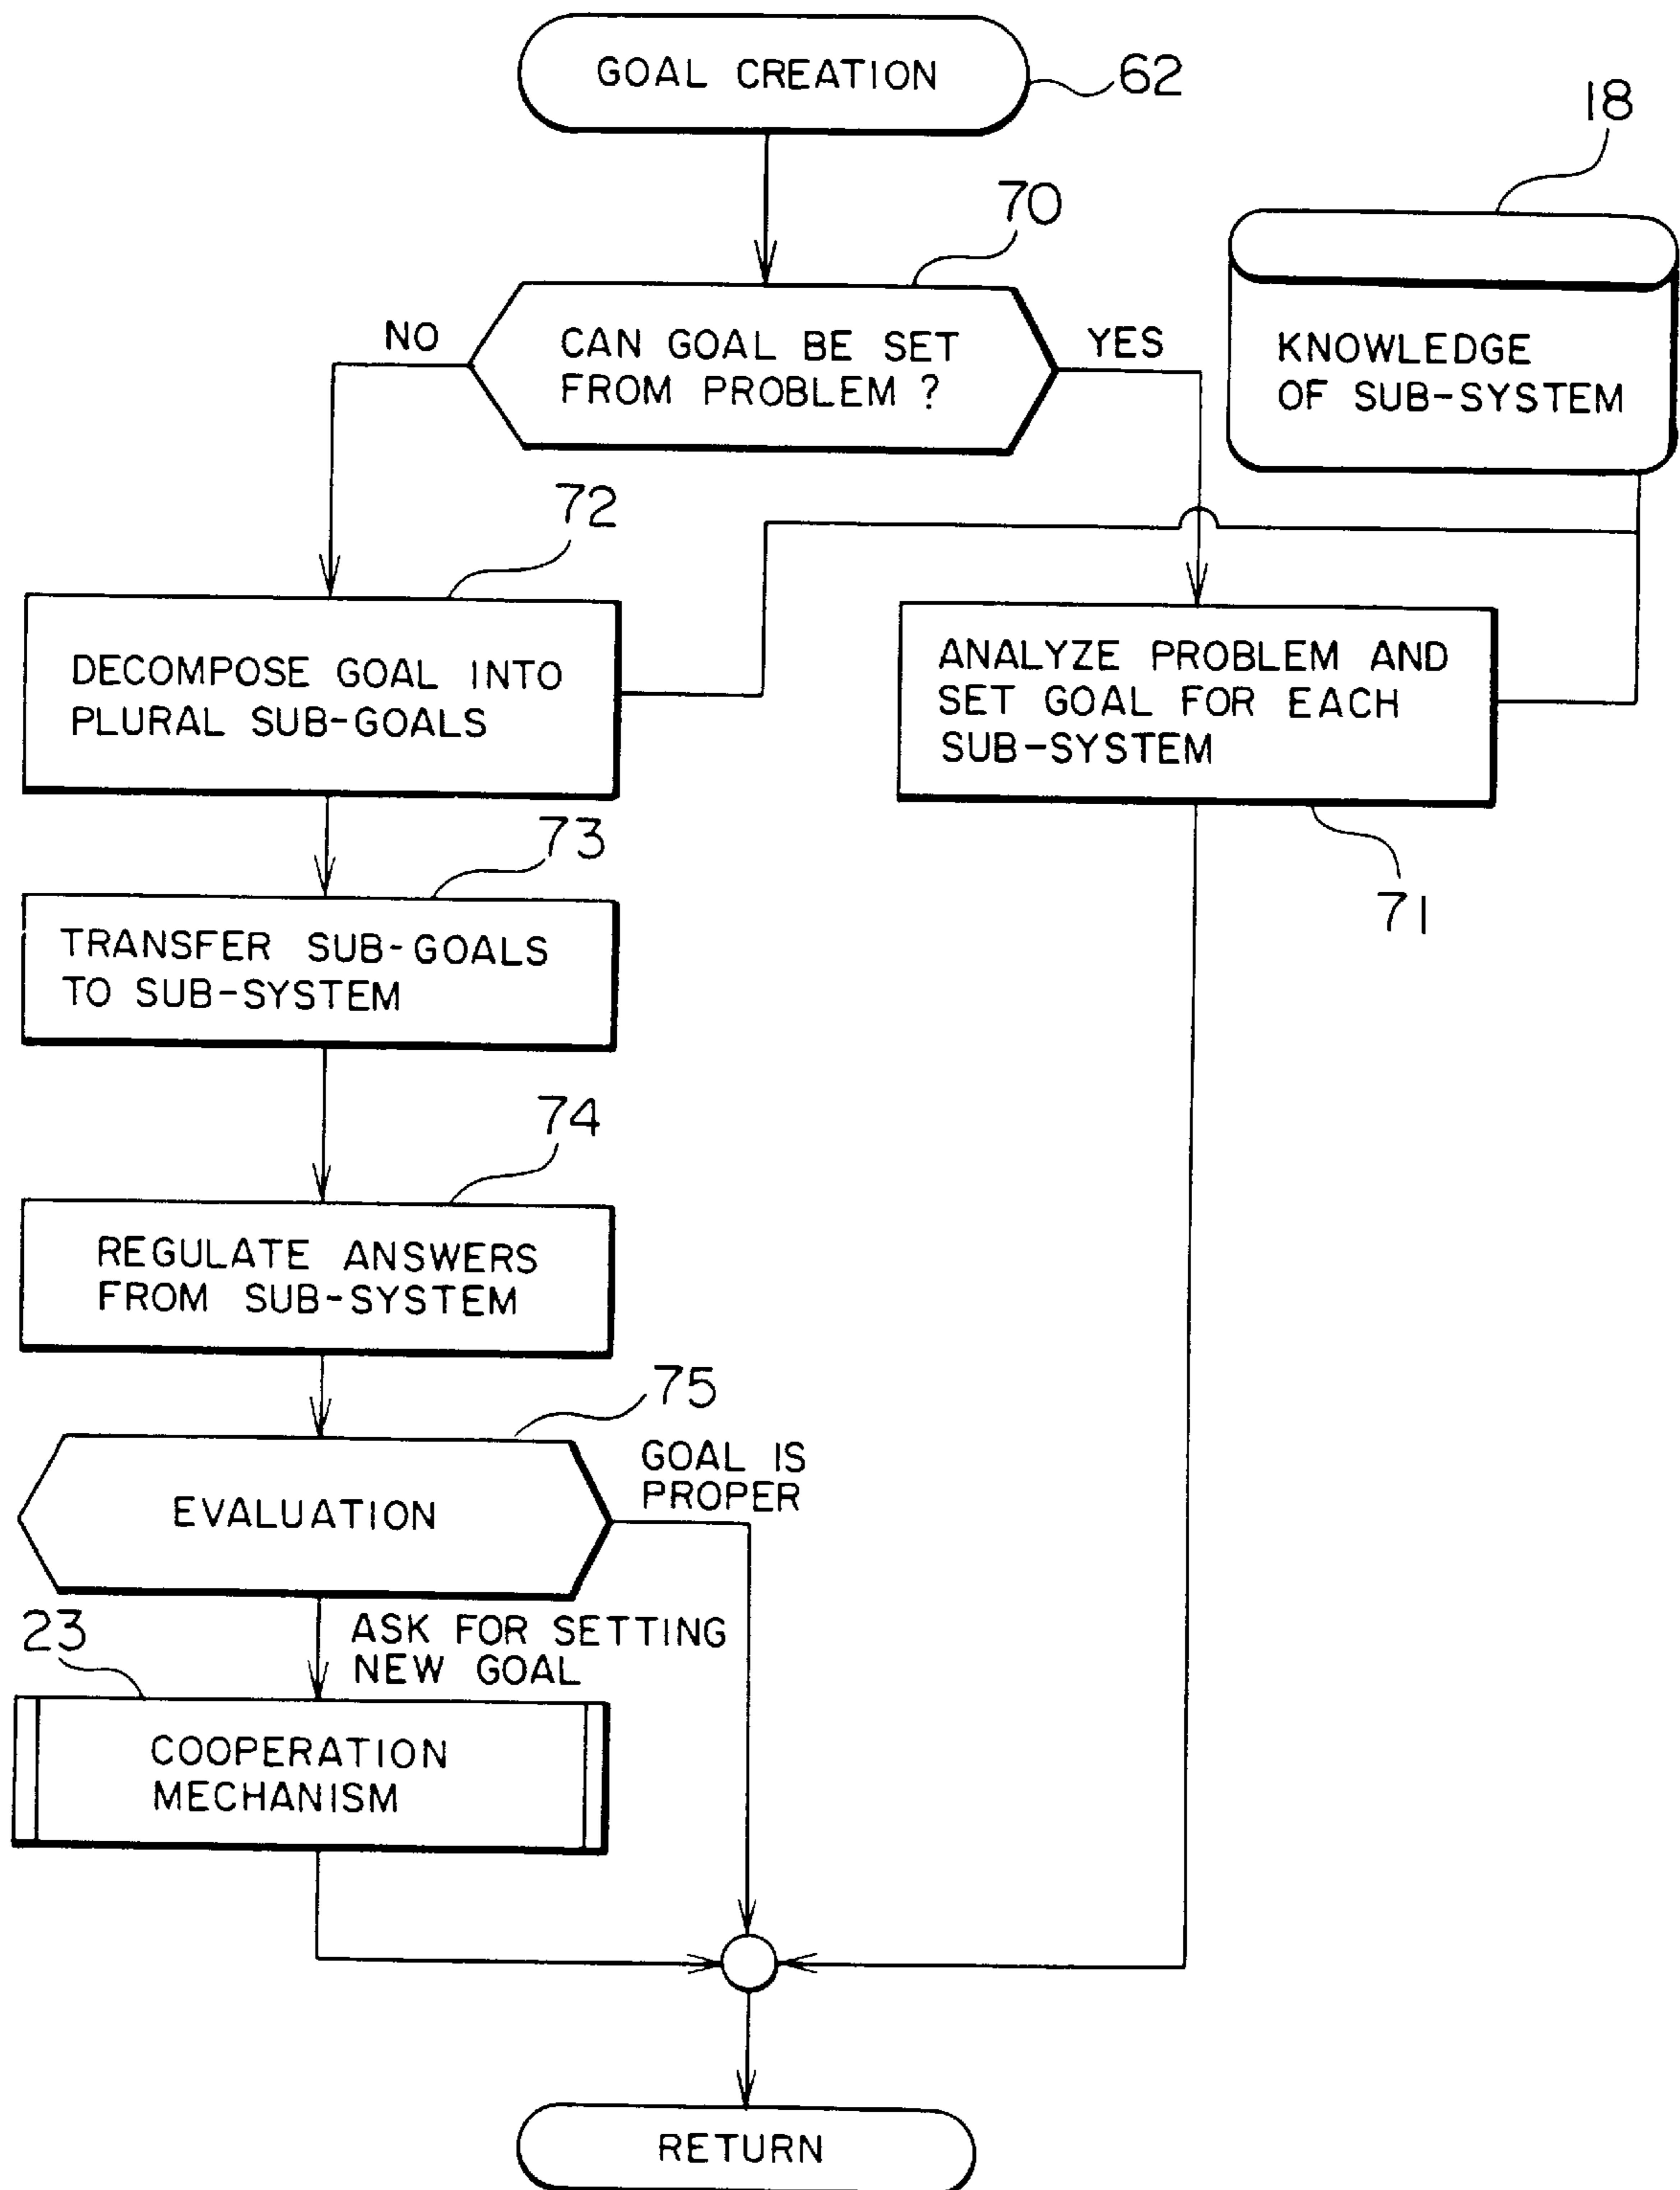 GOAL CREATION
62
18
70
NO
CAN GOAL BE SET
FROM PROBLEM ?
YES
KNOWLEDGE
OF SUB-SYSTEM
72
DECOMPOSE GOAL INTO
PLURAL SUB-GOALS
ANALYZE PROBLEM AND
SET GOAL FOR EACH
SUB-SYSTEM
71
73
TRANSFER SUB-GOALS
TO SUB-SYSTEM
74
REGULATE ANSWERS
FROM SUB-SYSTEM
75
EVALUATION
GOAL IS
PROPER
ASK FOR SETTING
NEW GOAL
23
COOPERATION
MECHANISM
RETURN